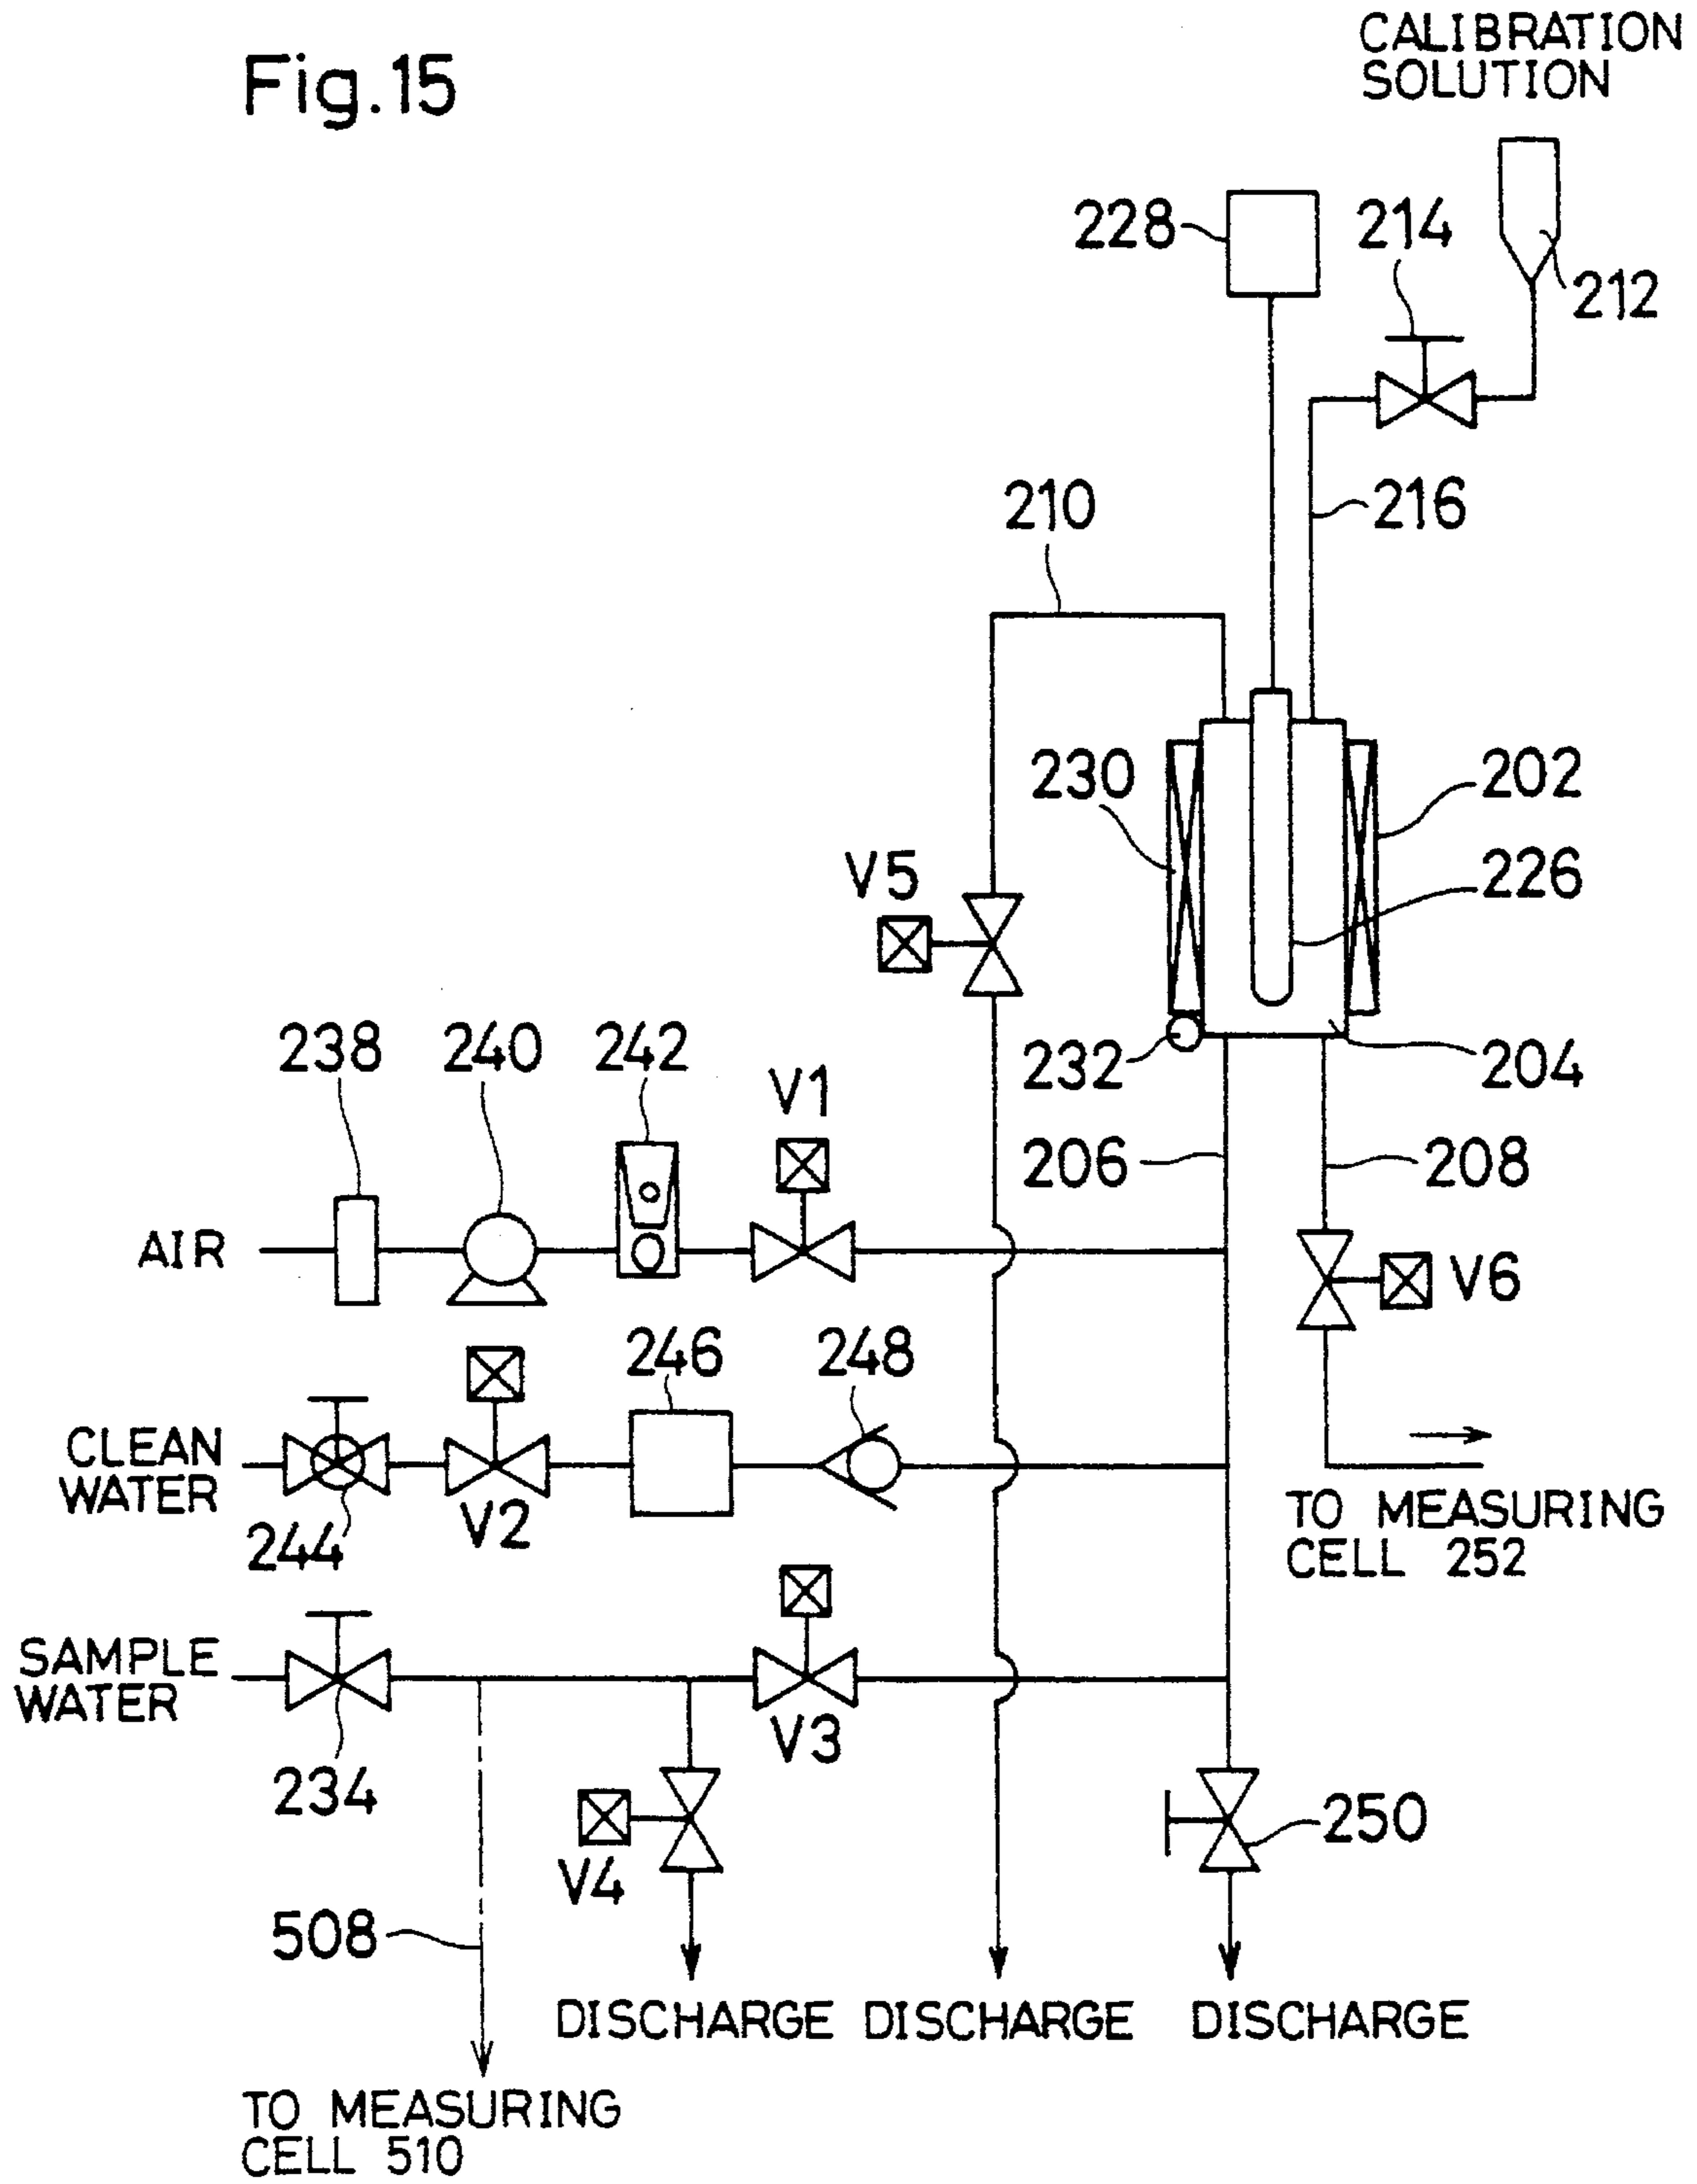 Fig.15
CALIBRATION
SOLUTION
228
214
212
210
216
230
202
V5
226
238
240
242
V1
232
204
206
208
AIR
V6
246
248
CLEAN
WATER
244
V2
TO MEASURING
CELL 252
SAMPLE
WATER
234
V3
V4
250
508
DISCHARGE
DISCHARGE
DISCHARGE
TO MEASURING
CELL 510